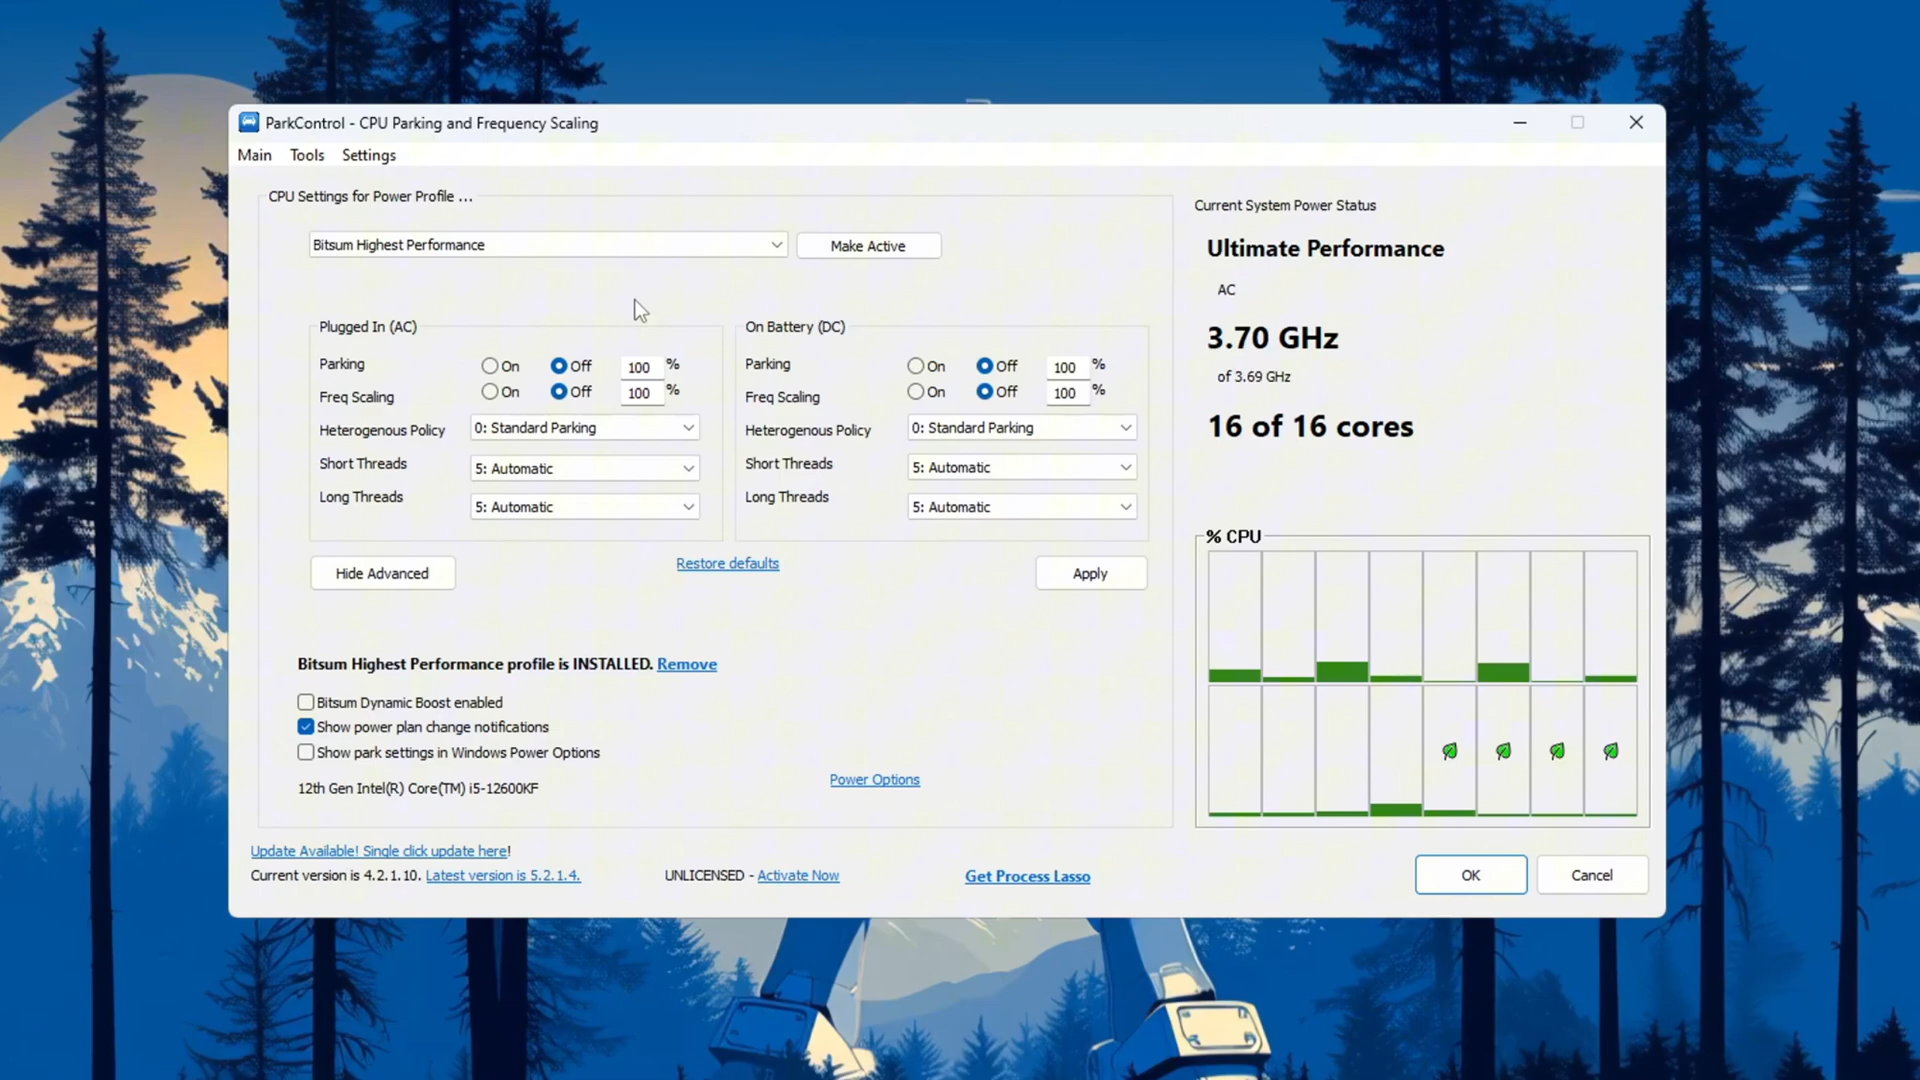 ParkControl - CPU Parking and Frequency Scaling
Main Tools Settings
CPU Settings for Power Profile ...
Bitsum Highest Performance
Make Active
Plugged In (AC)
Parking On Off 100 %
Freq Scaling On Off 100 %
Heterogenous Policy 0: Standard Parking
Short Threads 5: Automatic
Long Threads 5: Automatic
On Battery (DC)
Parking On Off 100 %
Freq Scaling On Off 100 %
Heterogenous Policy 0: Standard Parking
Short Threads 5: Automatic
Long Threads 5: Automatic
Hide Advanced
Restore defaults
Apply
Bitsum Highest Performance profile is INSTALLED. Remove
Bitsum Dynamic Boost enabled
Show power plan change notifications
Show park settings in Windows Power Options
12th Gen Intel(R) Core(TM) i5-12600KF
Power Options
Current System Power Status
Ultimate Performance
AC
3.70 GHz
of 3.69 GHz
16 of 16 cores
% CPU
Update Available! Single click update here!
Current version is 4.2.1.10. Latest version is 5.2.1.4.
UNLICENSED - Activate Now
Get Process Lasso
OK
Cancel